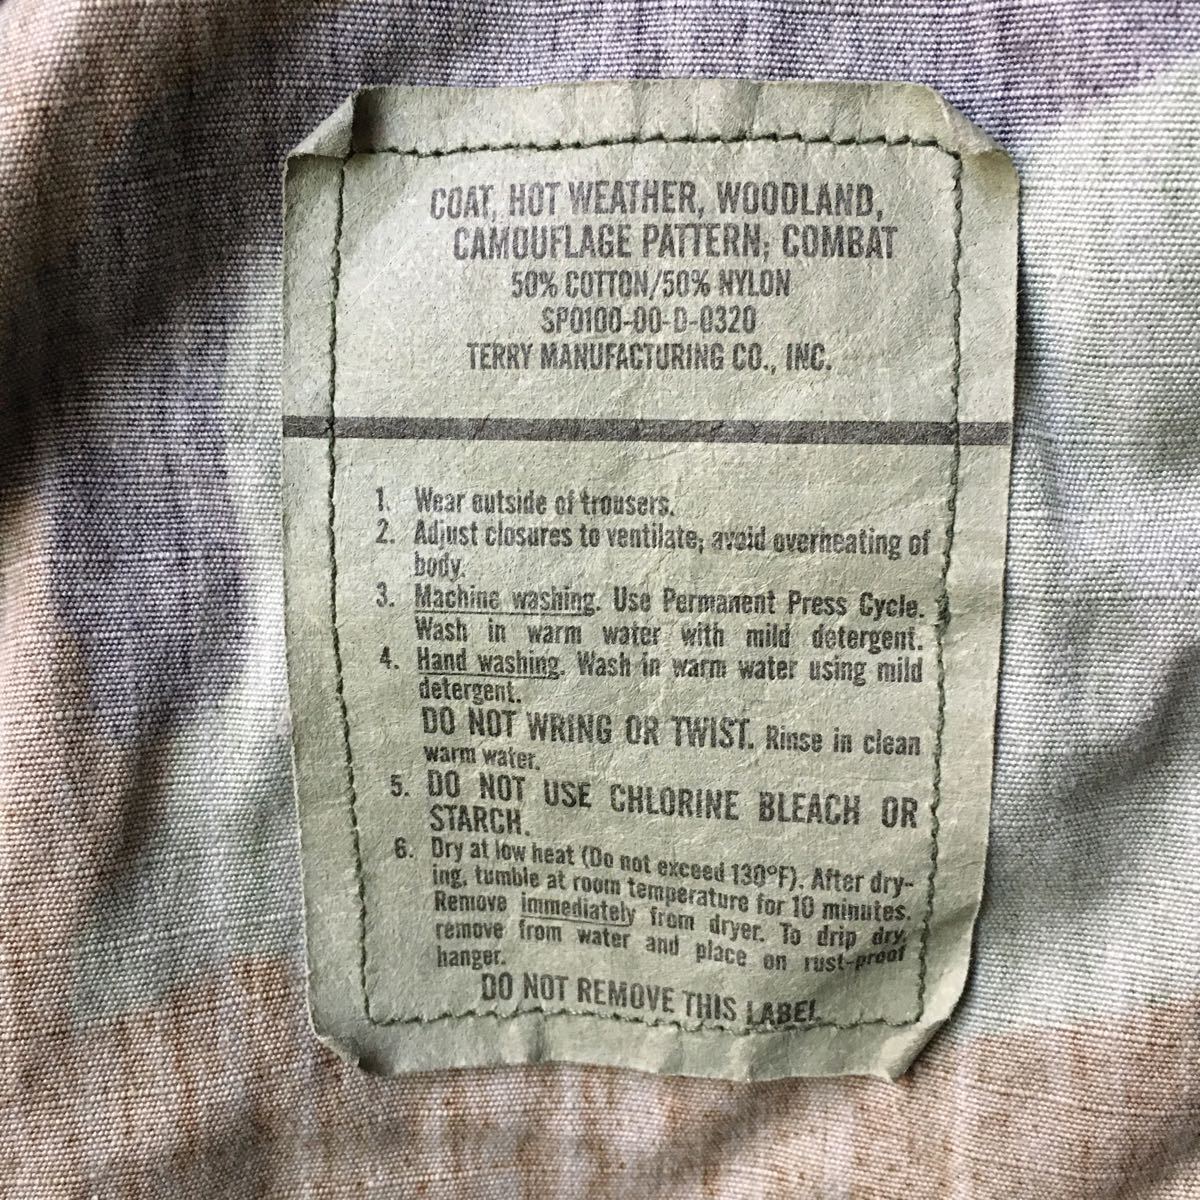 COAT, HOT WEATHER, WOODLAND,
CAMOUFLAGE PATTERN; COMBAT
50% COTTON/50% NYLON
SP0100-00-D-0320
TERRY MANUFACTURING CO., INC.
1. Wear outside of trousers.
2. Adjust closures to ventilate; avoid overheating of
body.
3. Machine washing. Use Permanent Press Cycle.
Wash in warm water with mild detergent.
4. Hand washing. Wash in warm water using mild
detergent.
DO NOT WRING OR TWIST. Rinse in clean
warm water.
5. DO NOT USE CHLORINE BLEACH OR
STARCH.
6. Dry at low heat (Do not exceed 130°F). After dry-
ing, tumble at room temperature for 10 minutes.
Remove immediately from dryer. To drip dry,
remove from water and place on rust-proof
hanger.
DO NOT REMOVE THIS LABEL